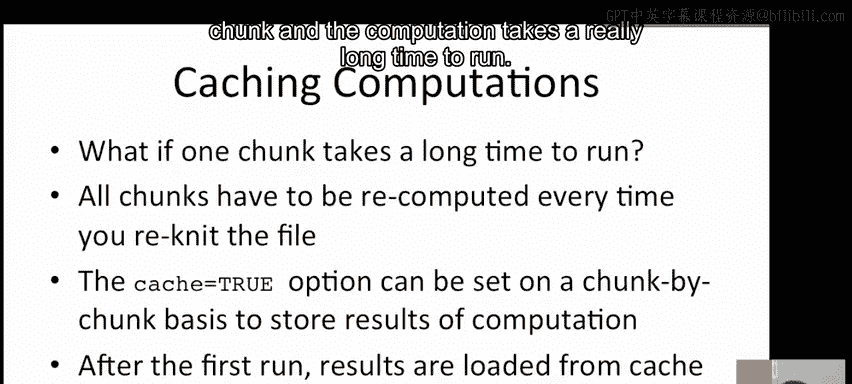 GPT中英字幕课程资源@bilibili.com
chunk and the computation takes a really
long time to run.
Caching Computations
• What if one chunk takes a long time to run?
• All chunks have to be re-computed every time
you re-knit the file
• The cache=TRUE option can be set on a chunk-by-
chunk basis to store results of computation
• After the first run, results are loaded from cache